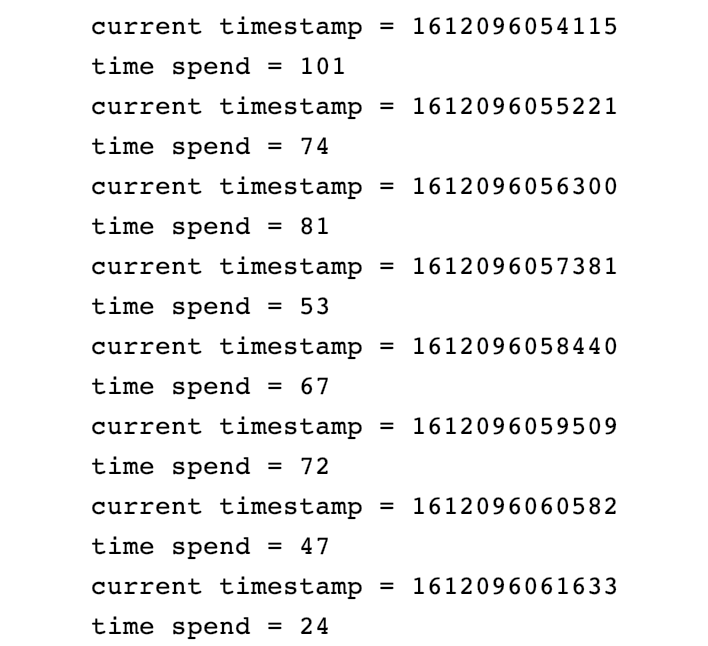 current timestamp = 1612096054115
time spend = 101
current timestamp = 1612096055221
time spend = 74
current timestamp = 1612096056300
time spend = 81
current timestamp = 1612096057381
time spend = 53
current timestamp = 1612096058440
time spend = 67
current timestamp = 1612096059509
time spend = 72
current timestamp = 1612096060582
time spend = 47
current timestamp = 1612096061633
time spend = 24